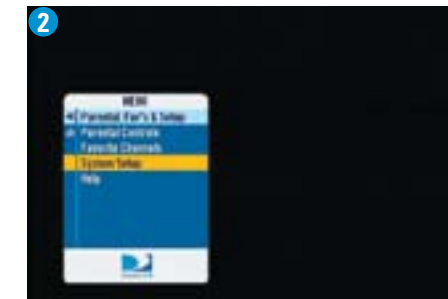 2
MENU
Parental, Fav's & Setup
Parental Controls
Favorite Channels
System Setup
Help